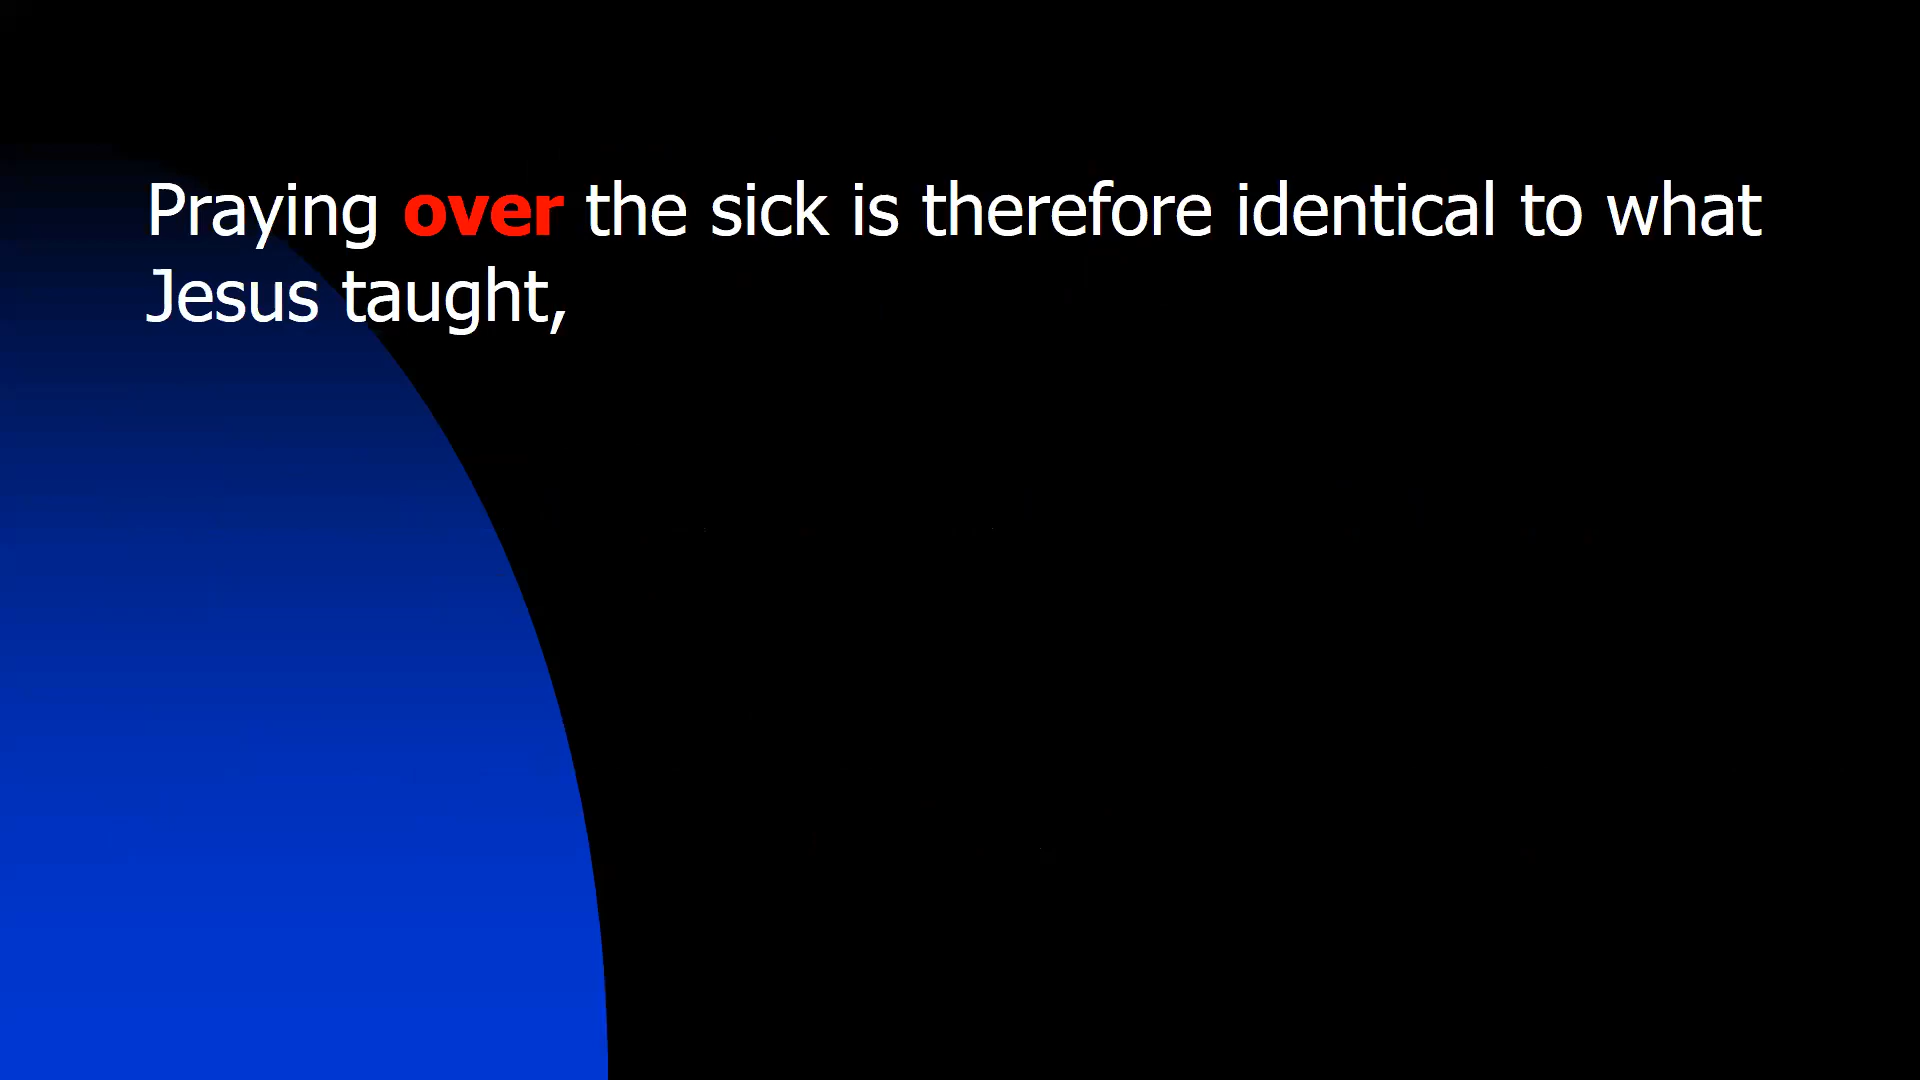 Praying over the sick is therefore identical to what
Jesus taught,